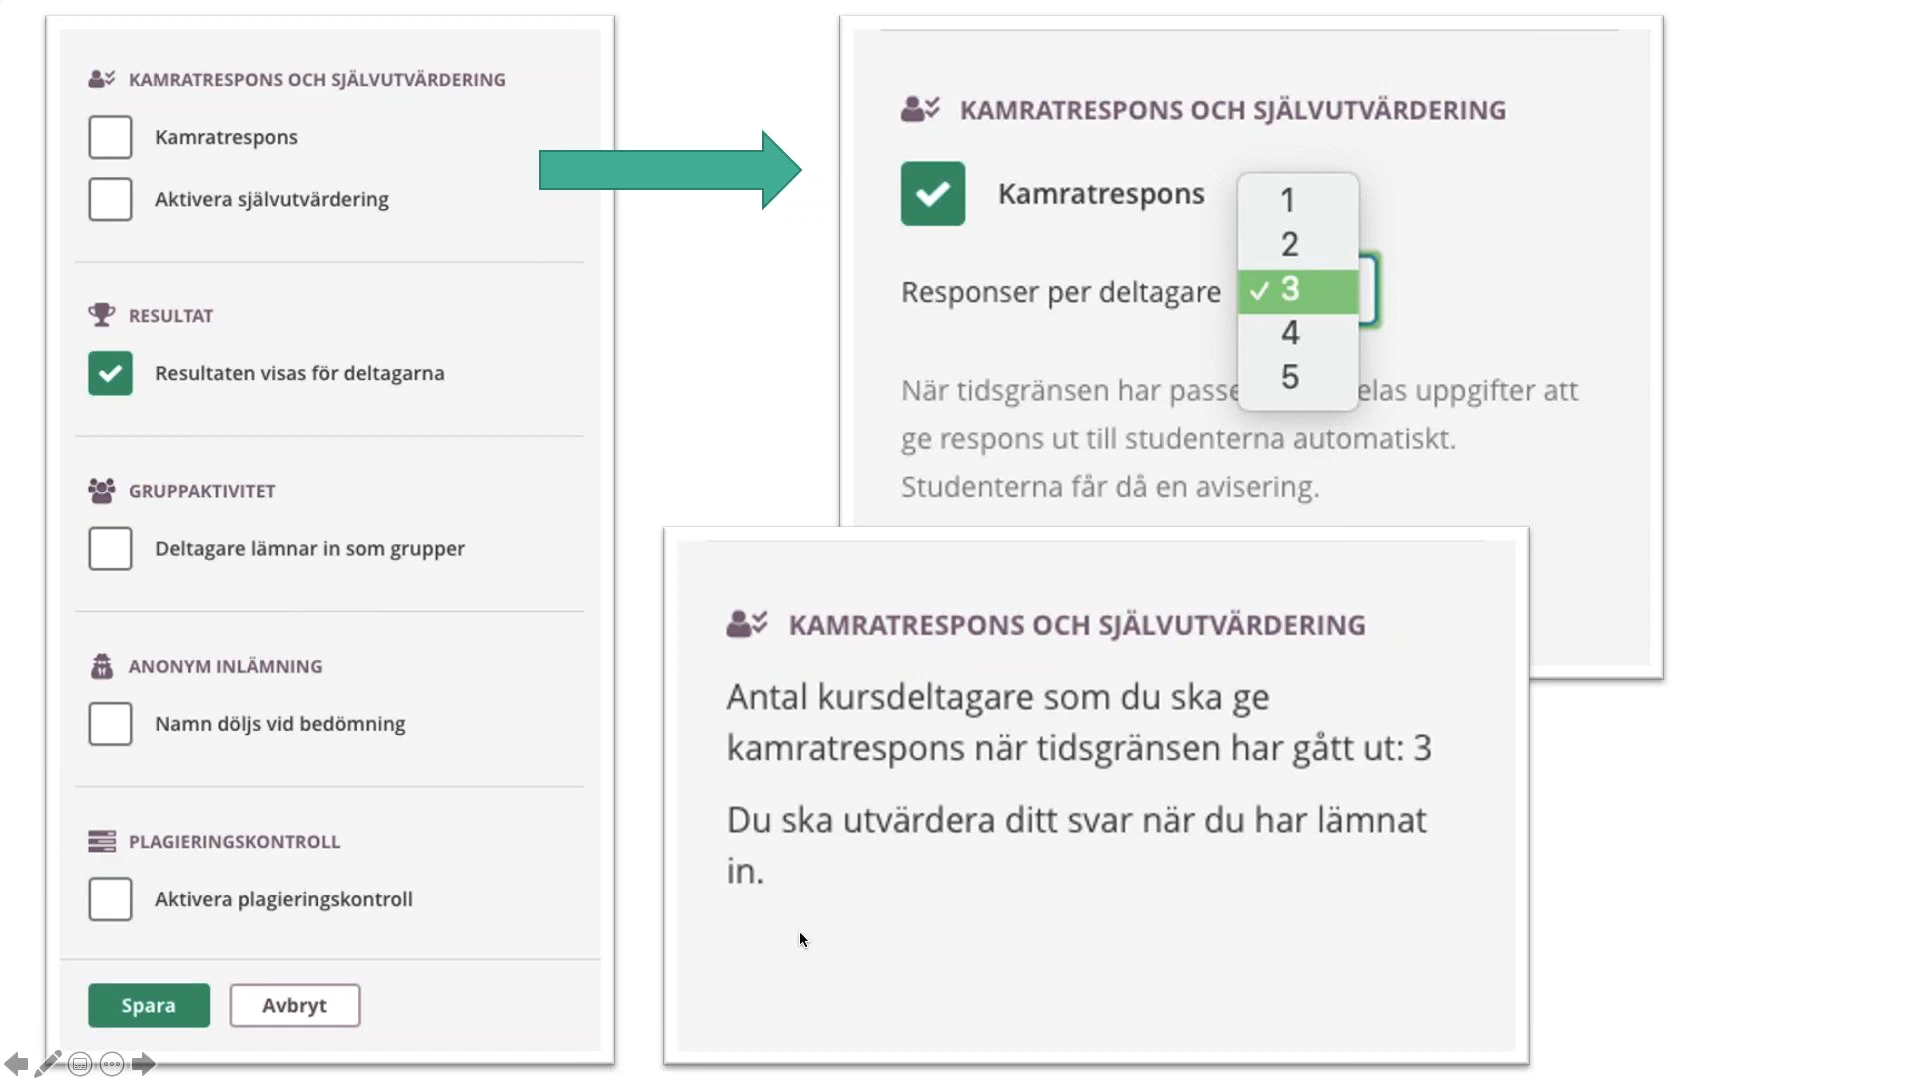 KAMRATRESPONS OCH SJÄLVUTVÄRDERING
Kamratrespons
Aktivera självutvärdering
RESULTAT
Resultaten visas för deltagarna
GRUPPAKTIVITET
Deltagare lämnar in som grupper
ANONYM INLÄMNING
Namn döljs vid bedömning
PLAGIERINGSKONTROLL
Aktivera plagieringskontroll
Spara
Avbryt
KAMRATRESPONS OCH SJÄLVUTVÄRDERING
Kamratrespons
Responser per deltagare
1
2
✓ 3
4
5
När tidsgränsen har passe elas uppgifter att
ge respons ut till studenterna automatiskt.
Studenterna får då en avisering.
KAMRATRESPONS OCH SJÄLVUTVÄRDERING
Antal kursdeltagare som du ska ge
kamratrespons när tidsgränsen har gått ut: 3
Du ska utvärdera ditt svar när du har lämnat
in.